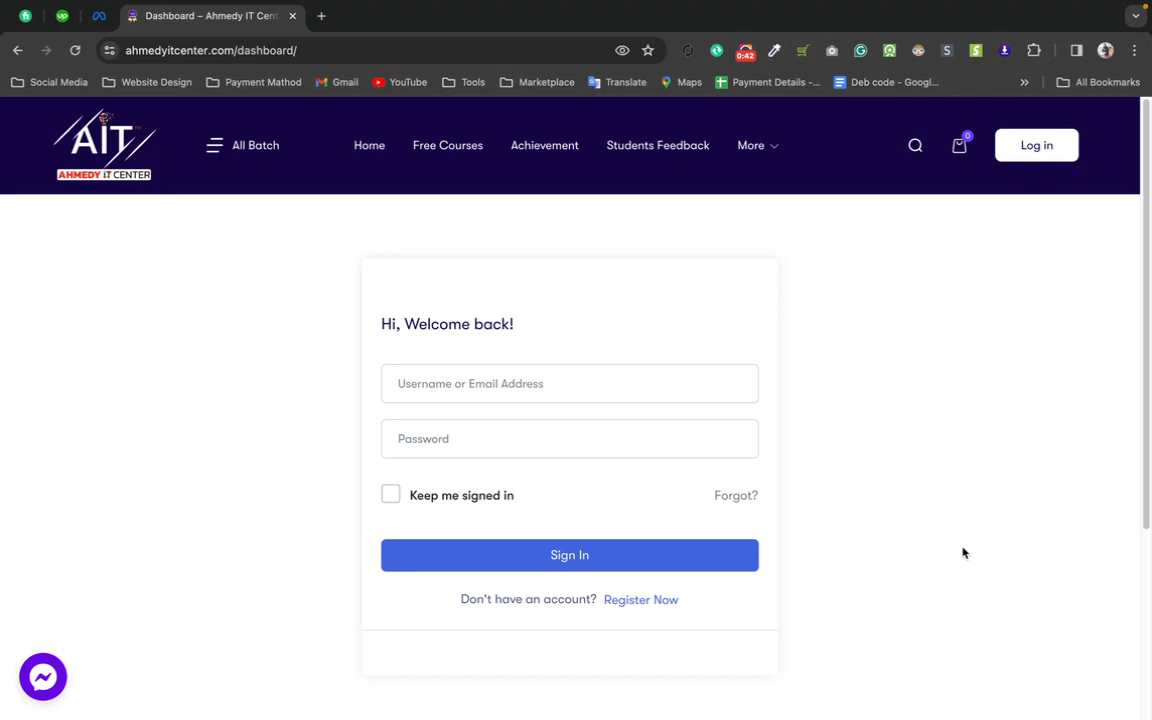 Dashboard – Ahmedy IT Cent
ahmedyitcenter.com/dashboard/
0:42
Social Media
Website Design
Payment Mathod
Gmail
YouTube
Tools
Marketplace
Translate
Maps
Payment Details -...
Deb code - Googl...
All Bookmarks
AIT
AHMEDY IT CENTER
All Batch
Home
Free Courses
Achievement
Students Feedback
More
0
Log in
Hi, Welcome back!
Username or Email Address
Password
Keep me signed in
Forgot?
Sign In
Don't have an account? Register Now